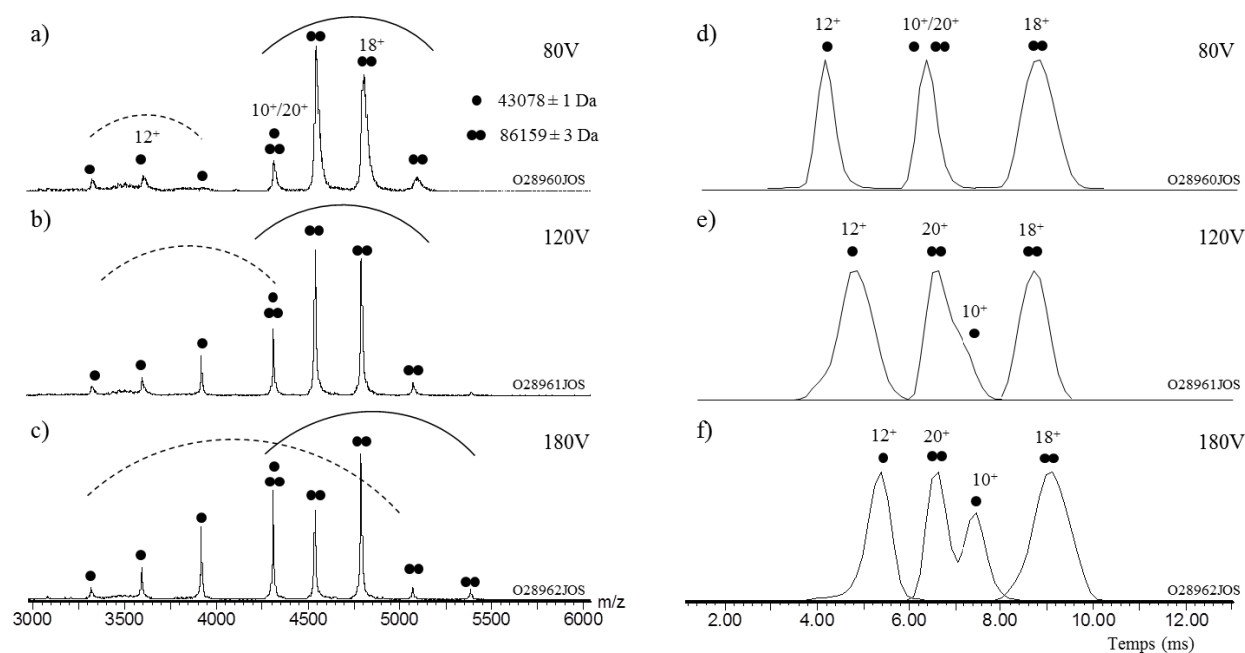 a)
80V
12⁺
10⁺/20⁺
18⁺
43078 ± 1 Da
86159 ± 3 Da
O28960JOS
b)
120V
O28961JOS
c)
180V
O28962JOS
3000 3500 4000 4500 5000 5500 6000 m/z
d)
80V
12⁺
10⁺/20⁺
18⁺
O28960JOS
e)
120V
12⁺
20⁺
18⁺
10⁺
O28961JOS
f)
180V
12⁺
20⁺
10⁺
18⁺
O28962JOS
2.00 4.00 6.00 8.00 10.00 12.00
Temps (ms)